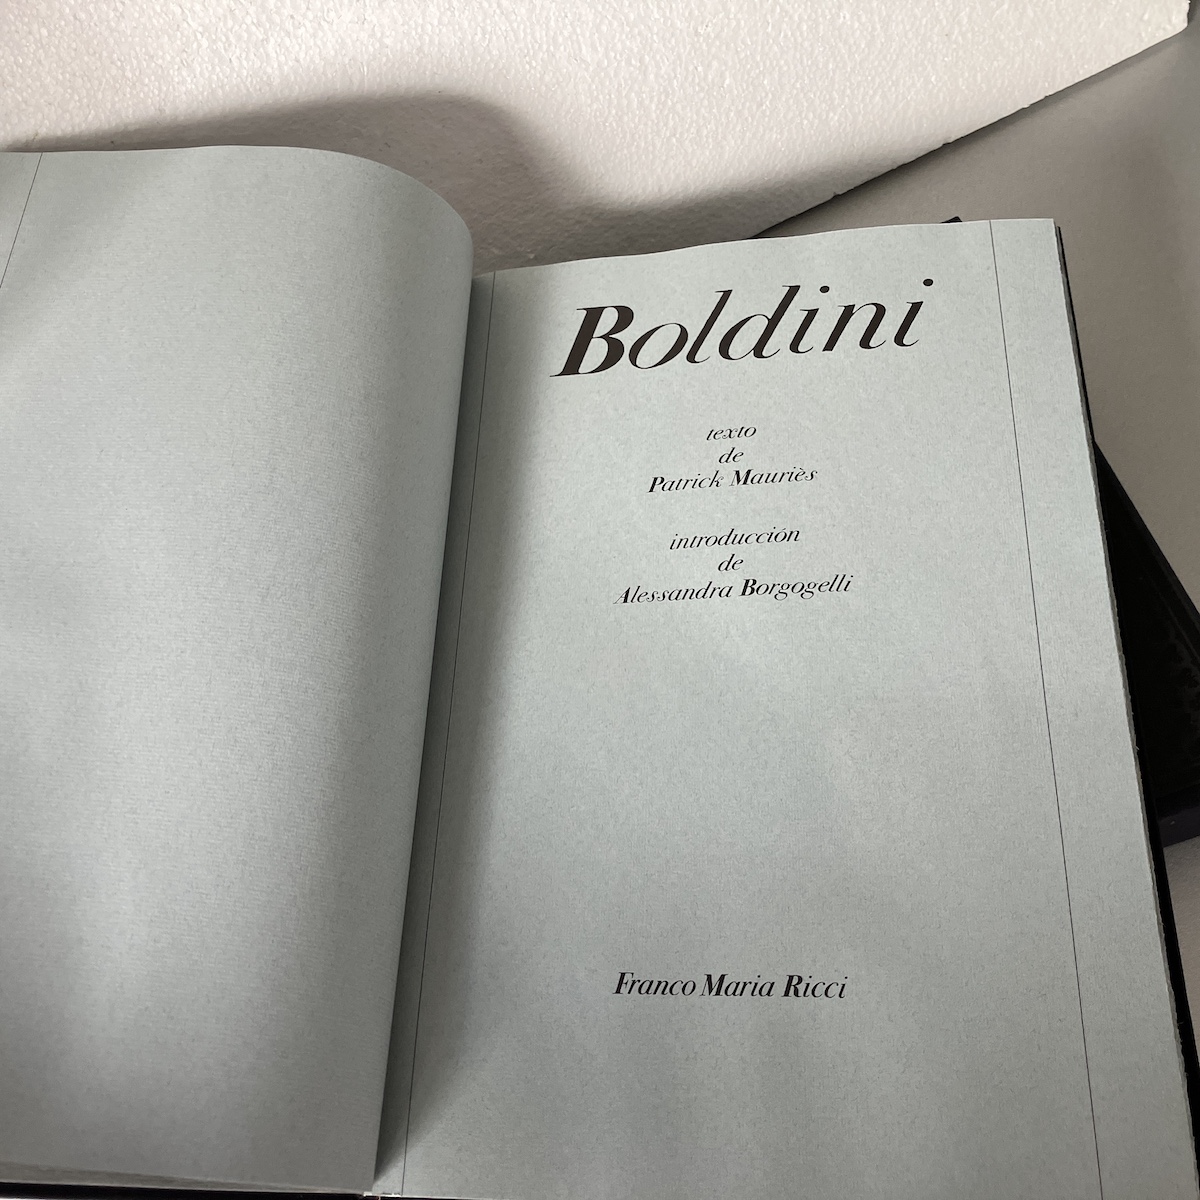 Boldini
texto
de
Patrick Mauriès
introducción
de
Alessandra Borgogelli
Franco Maria Ricci